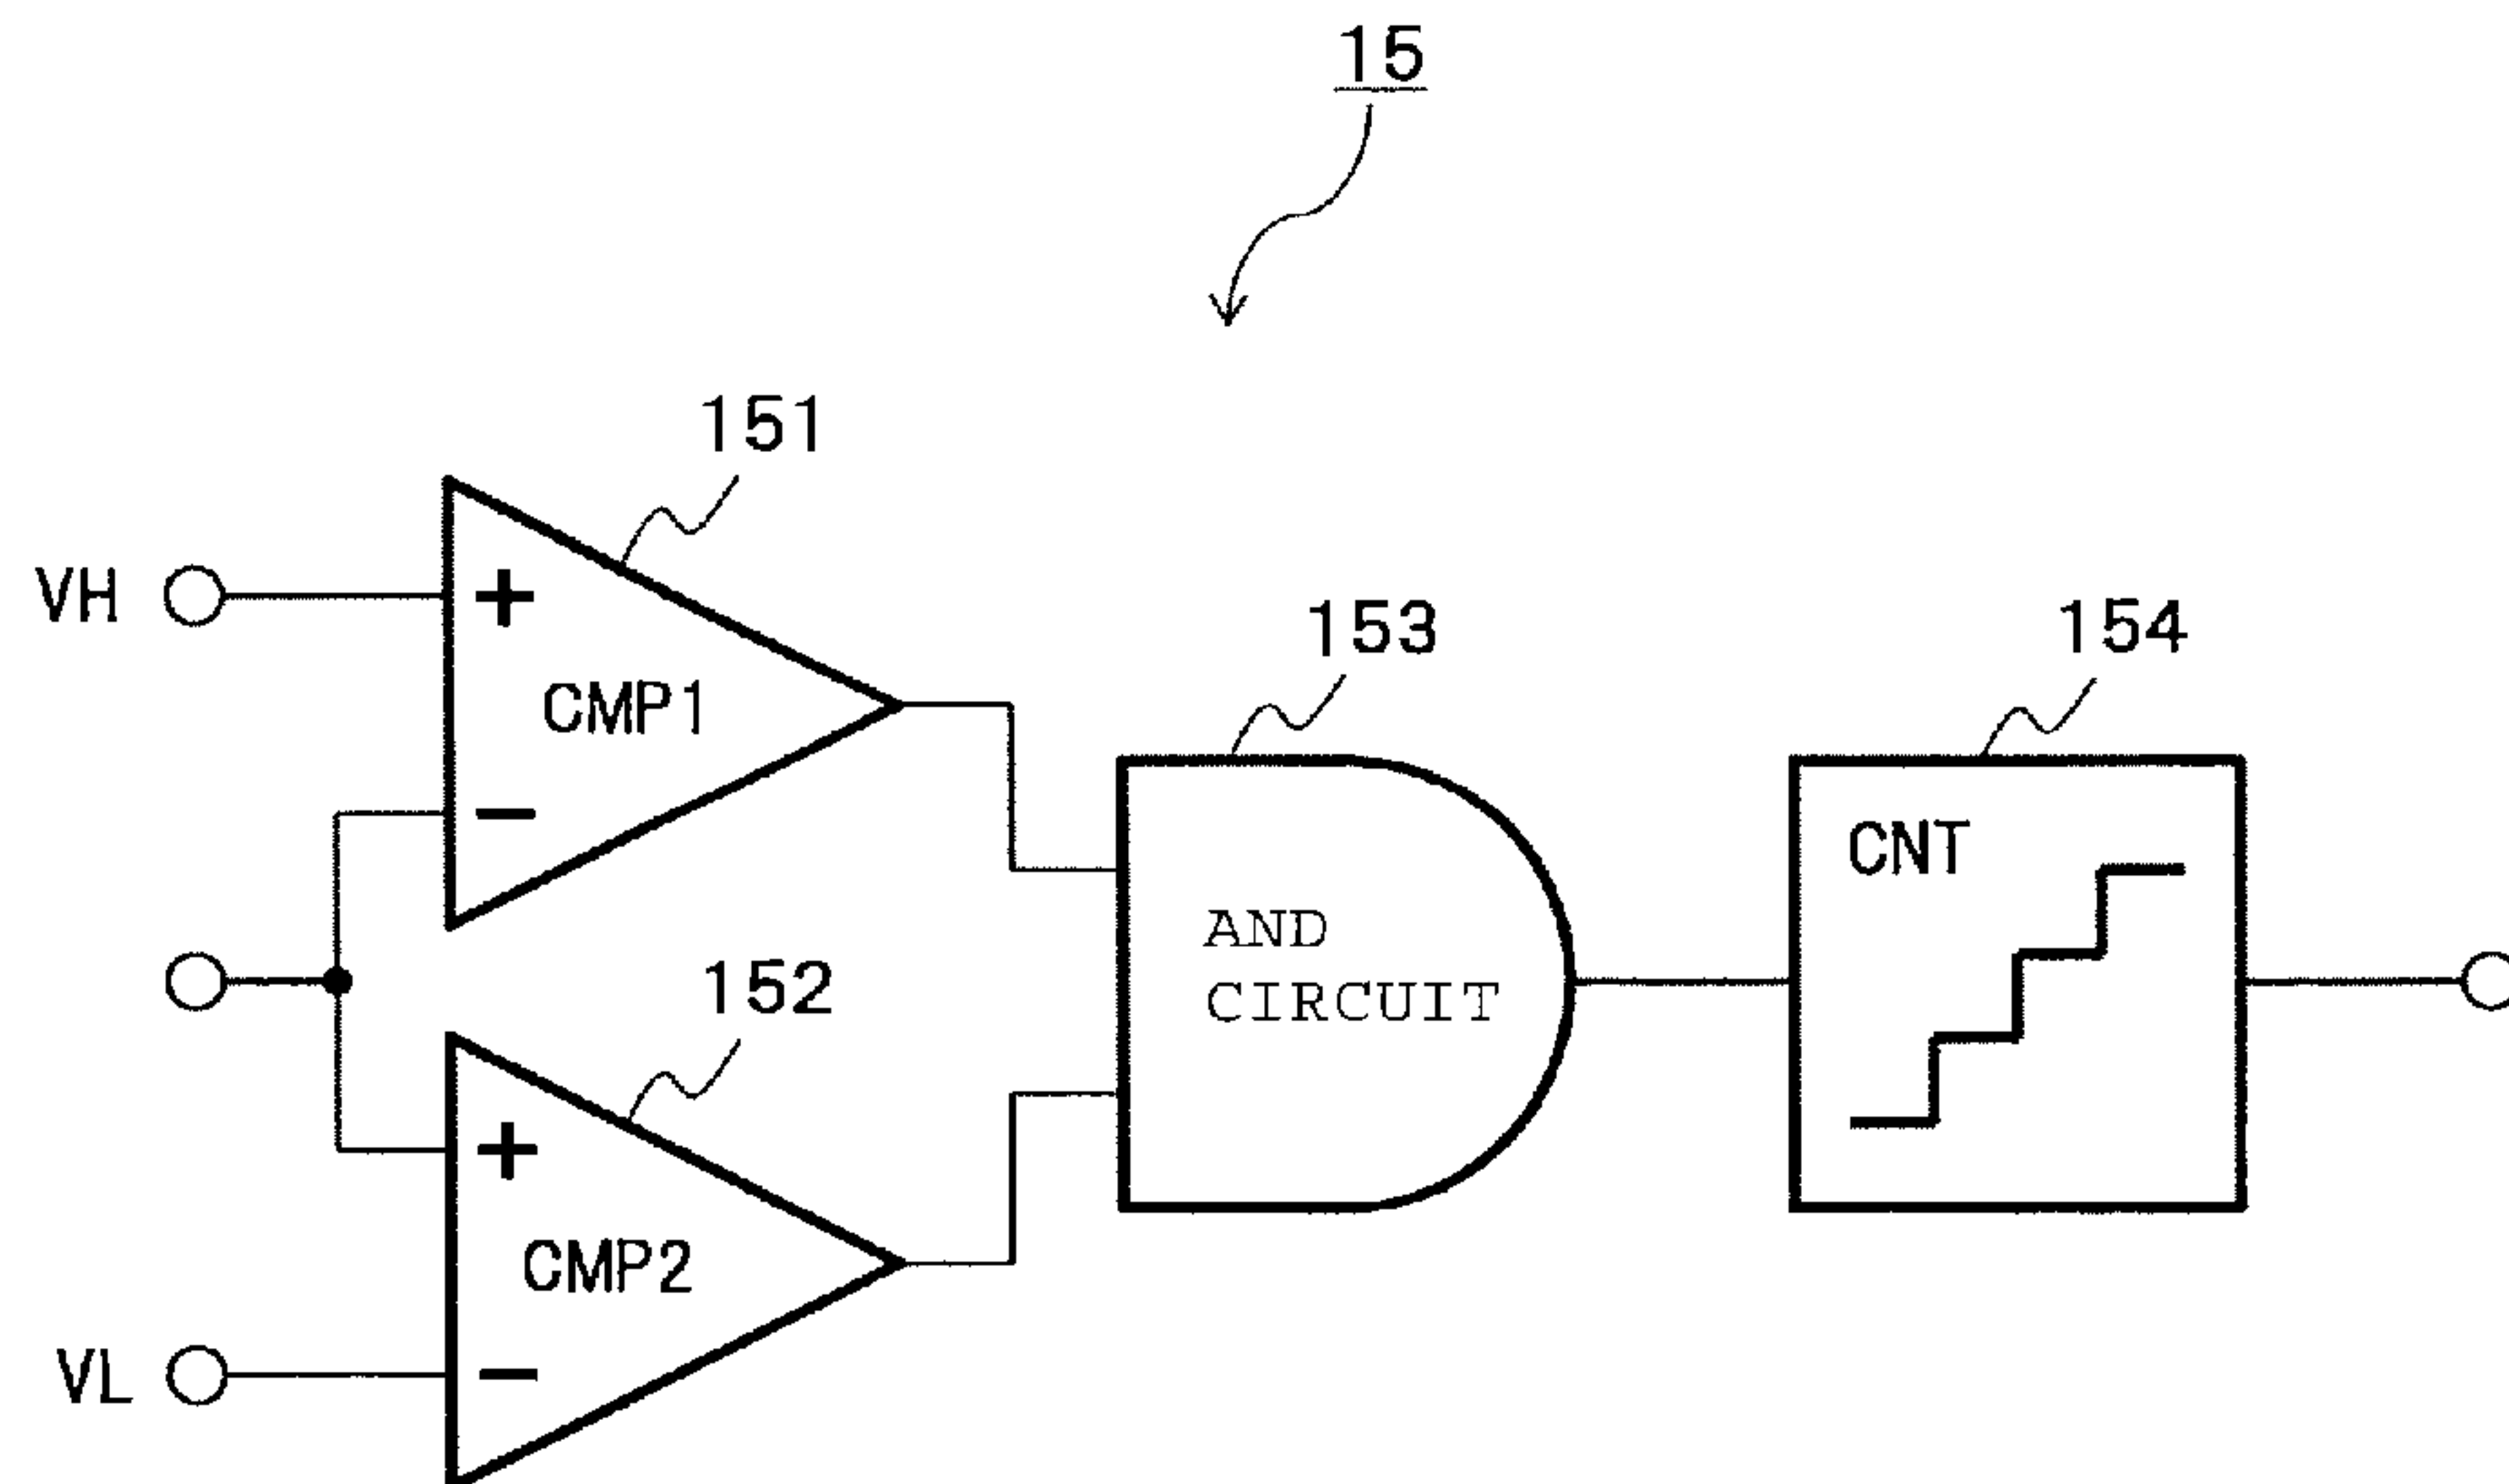 15
151
VH
+
CMP1
−
153
154
CNT
AND
CIRCUIT
152
+
CMP2
VL
−